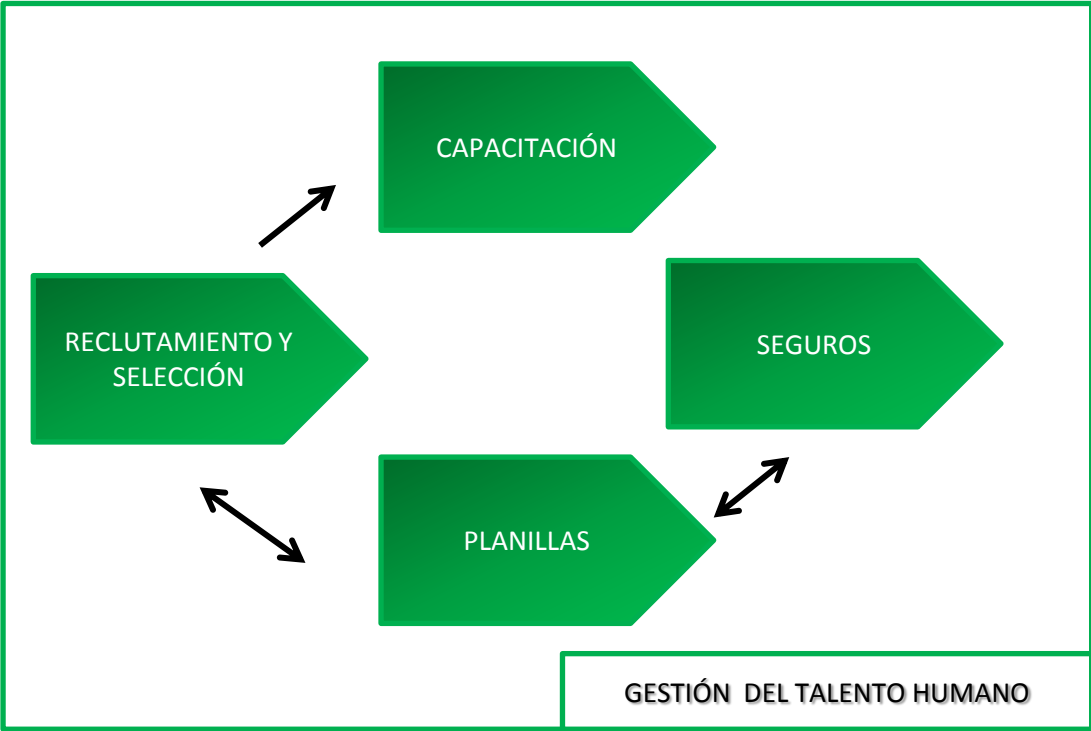 CAPACITACIÓN
RECLUTAMIENTO Y
SELECCIÓN
SEGUROS
PLANILLAS
GESTIÓN DEL TALENTO HUMANO